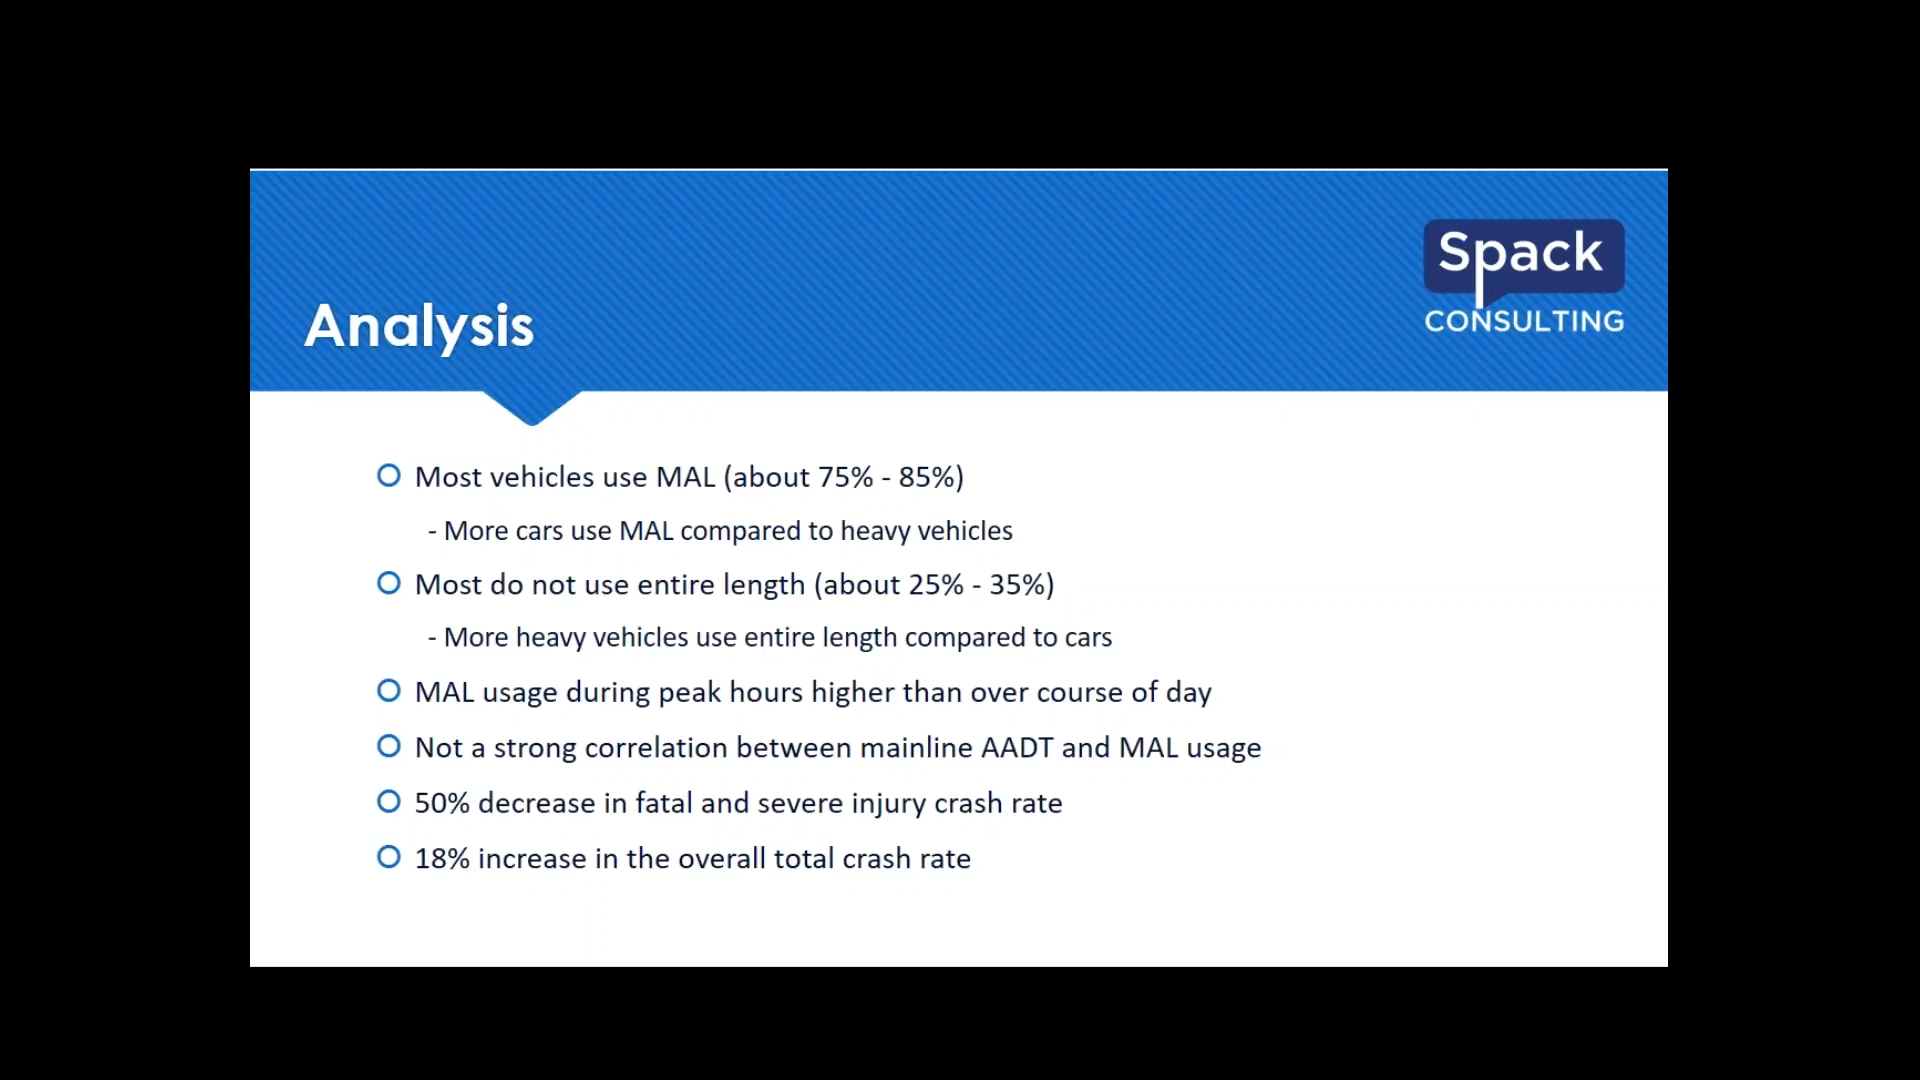 Spack
CONSULTING
Analysis
Most vehicles use MAL (about 75% - 85%)
- More cars use MAL compared to heavy vehicles
Most do not use entire length (about 25% - 35%)
- More heavy vehicles use entire length compared to cars
MAL usage during peak hours higher than over course of day
Not a strong correlation between mainline AADT and MAL usage
50% decrease in fatal and severe injury crash rate
18% increase in the overall total crash rate